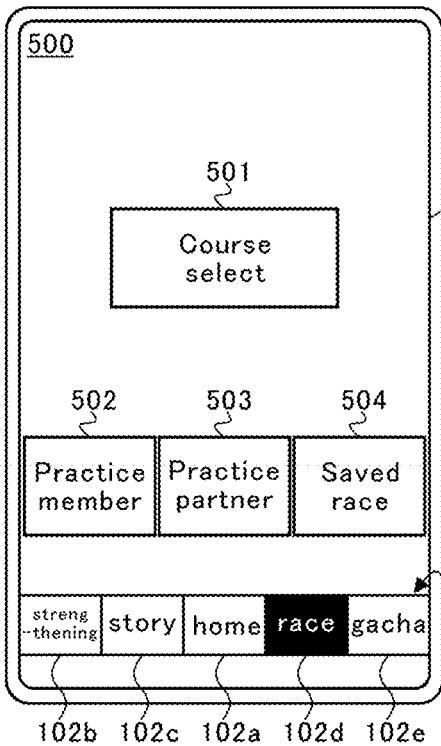 500
501
Course
select
502 503 504
Practice
member
Practice
partner
Saved
race
streng
-thening
story
home
race
gacha
102b 102c 102a 102d 102e